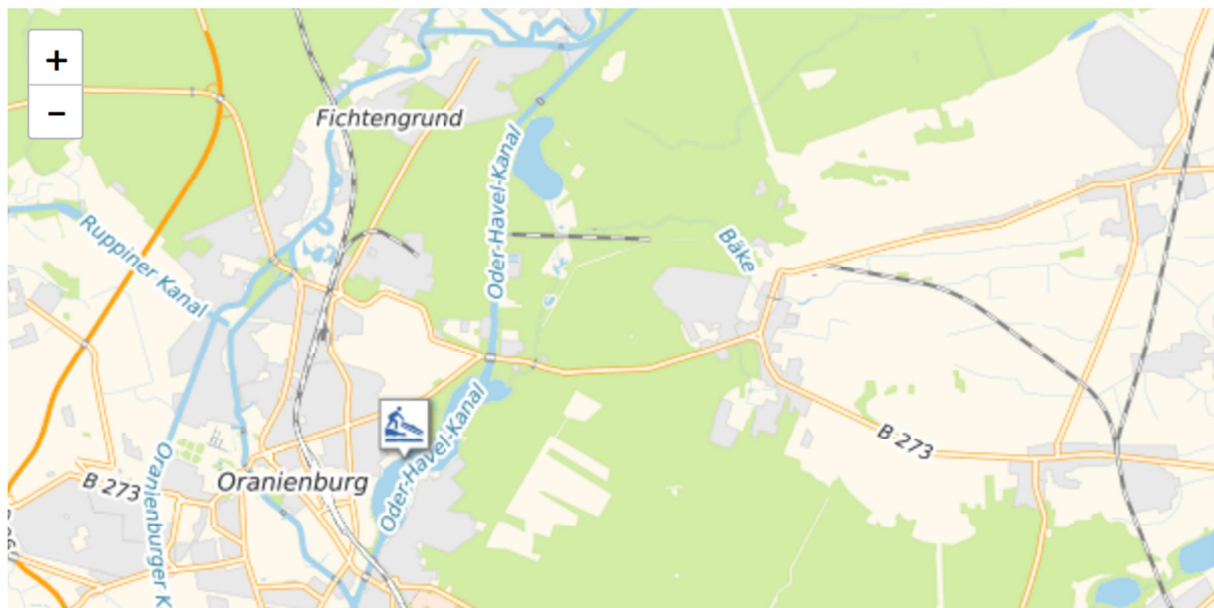 +
−
Fichtengrund
Oder-Havel-Kanal
Ruppiner Kanal
Bäke
Oder-Havel-Kanal
B 273
Oranienburg
B 273
Oranienburger K